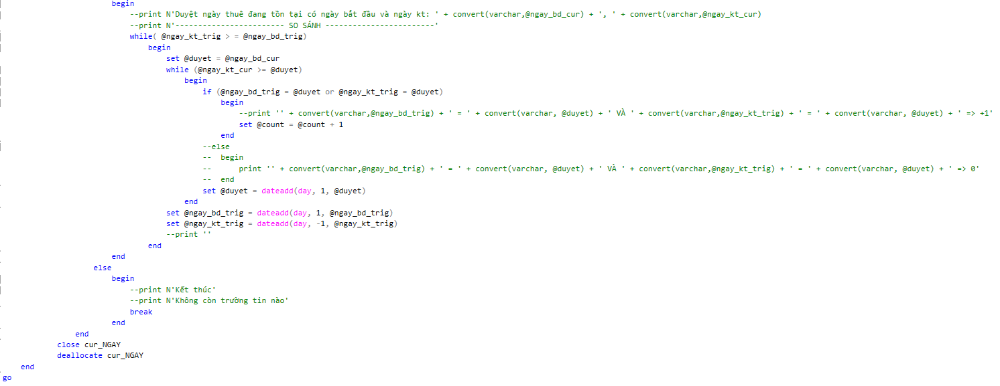 begin
--print N'Duyệt ngày thuê đang tồn tại có ngày bắt đầu và ngày kt: ' + convert(varchar,@ngay_bd_cur) + ', ' + convert(varchar,@ngay_kt_cur)
--print N'------------------------ SO SÁNH ------------------------'
while( @ngay_kt_trig > = @ngay_bd_trig)
begin
set @duyet = @ngay_bd_cur
while (@ngay_kt_cur >= @duyet)
begin
if (@ngay_bd_trig = @duyet or @ngay_kt_trig = @duyet)
begin
--print '' + convert(varchar,@ngay_bd_trig) + ' = ' + convert(varchar, @duyet) + ' VÀ ' + convert(varchar,@ngay_kt_trig) + ' = ' + convert(varchar, @duyet) + ' => +1'
set @count = @count + 1
end
--else
-- begin
-- print '' + convert(varchar,@ngay_bd_trig) + ' = ' + convert(varchar, @duyet) + ' VÀ ' + convert(varchar,@ngay_kt_trig) + ' = ' + convert(varchar, @duyet) + ' => 0'
-- end
set @duyet = dateadd(day, 1, @duyet)
end
set @ngay_bd_trig = dateadd(day, 1, @ngay_bd_trig)
set @ngay_kt_trig = dateadd(day, -1, @ngay_kt_trig)
--print ''
end
end
else
begin
--print N'Kết thúc'
--print N'Không còn trường tin nào'
break
end
end
close cur_NGAY
deallocate cur_NGAY
end
go